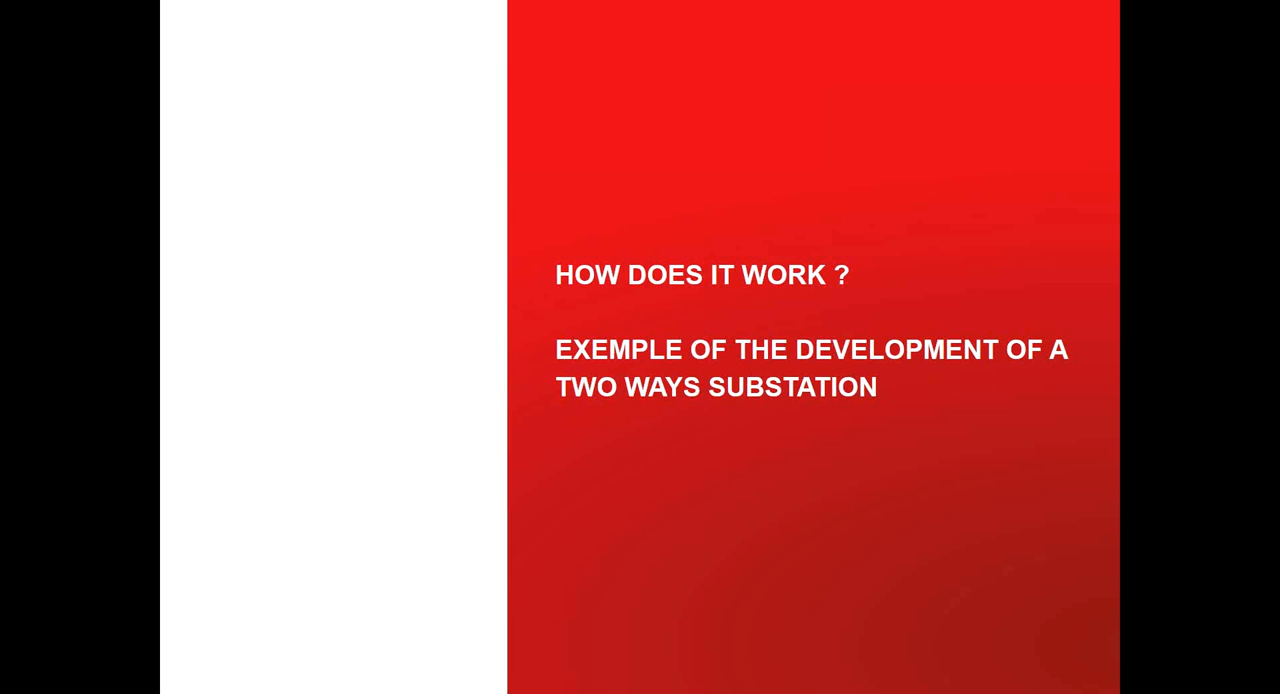 HOW DOES IT WORK ?
EXEMPLE OF THE DEVELOPMENT OF A
TWO WAYS SUBSTATION